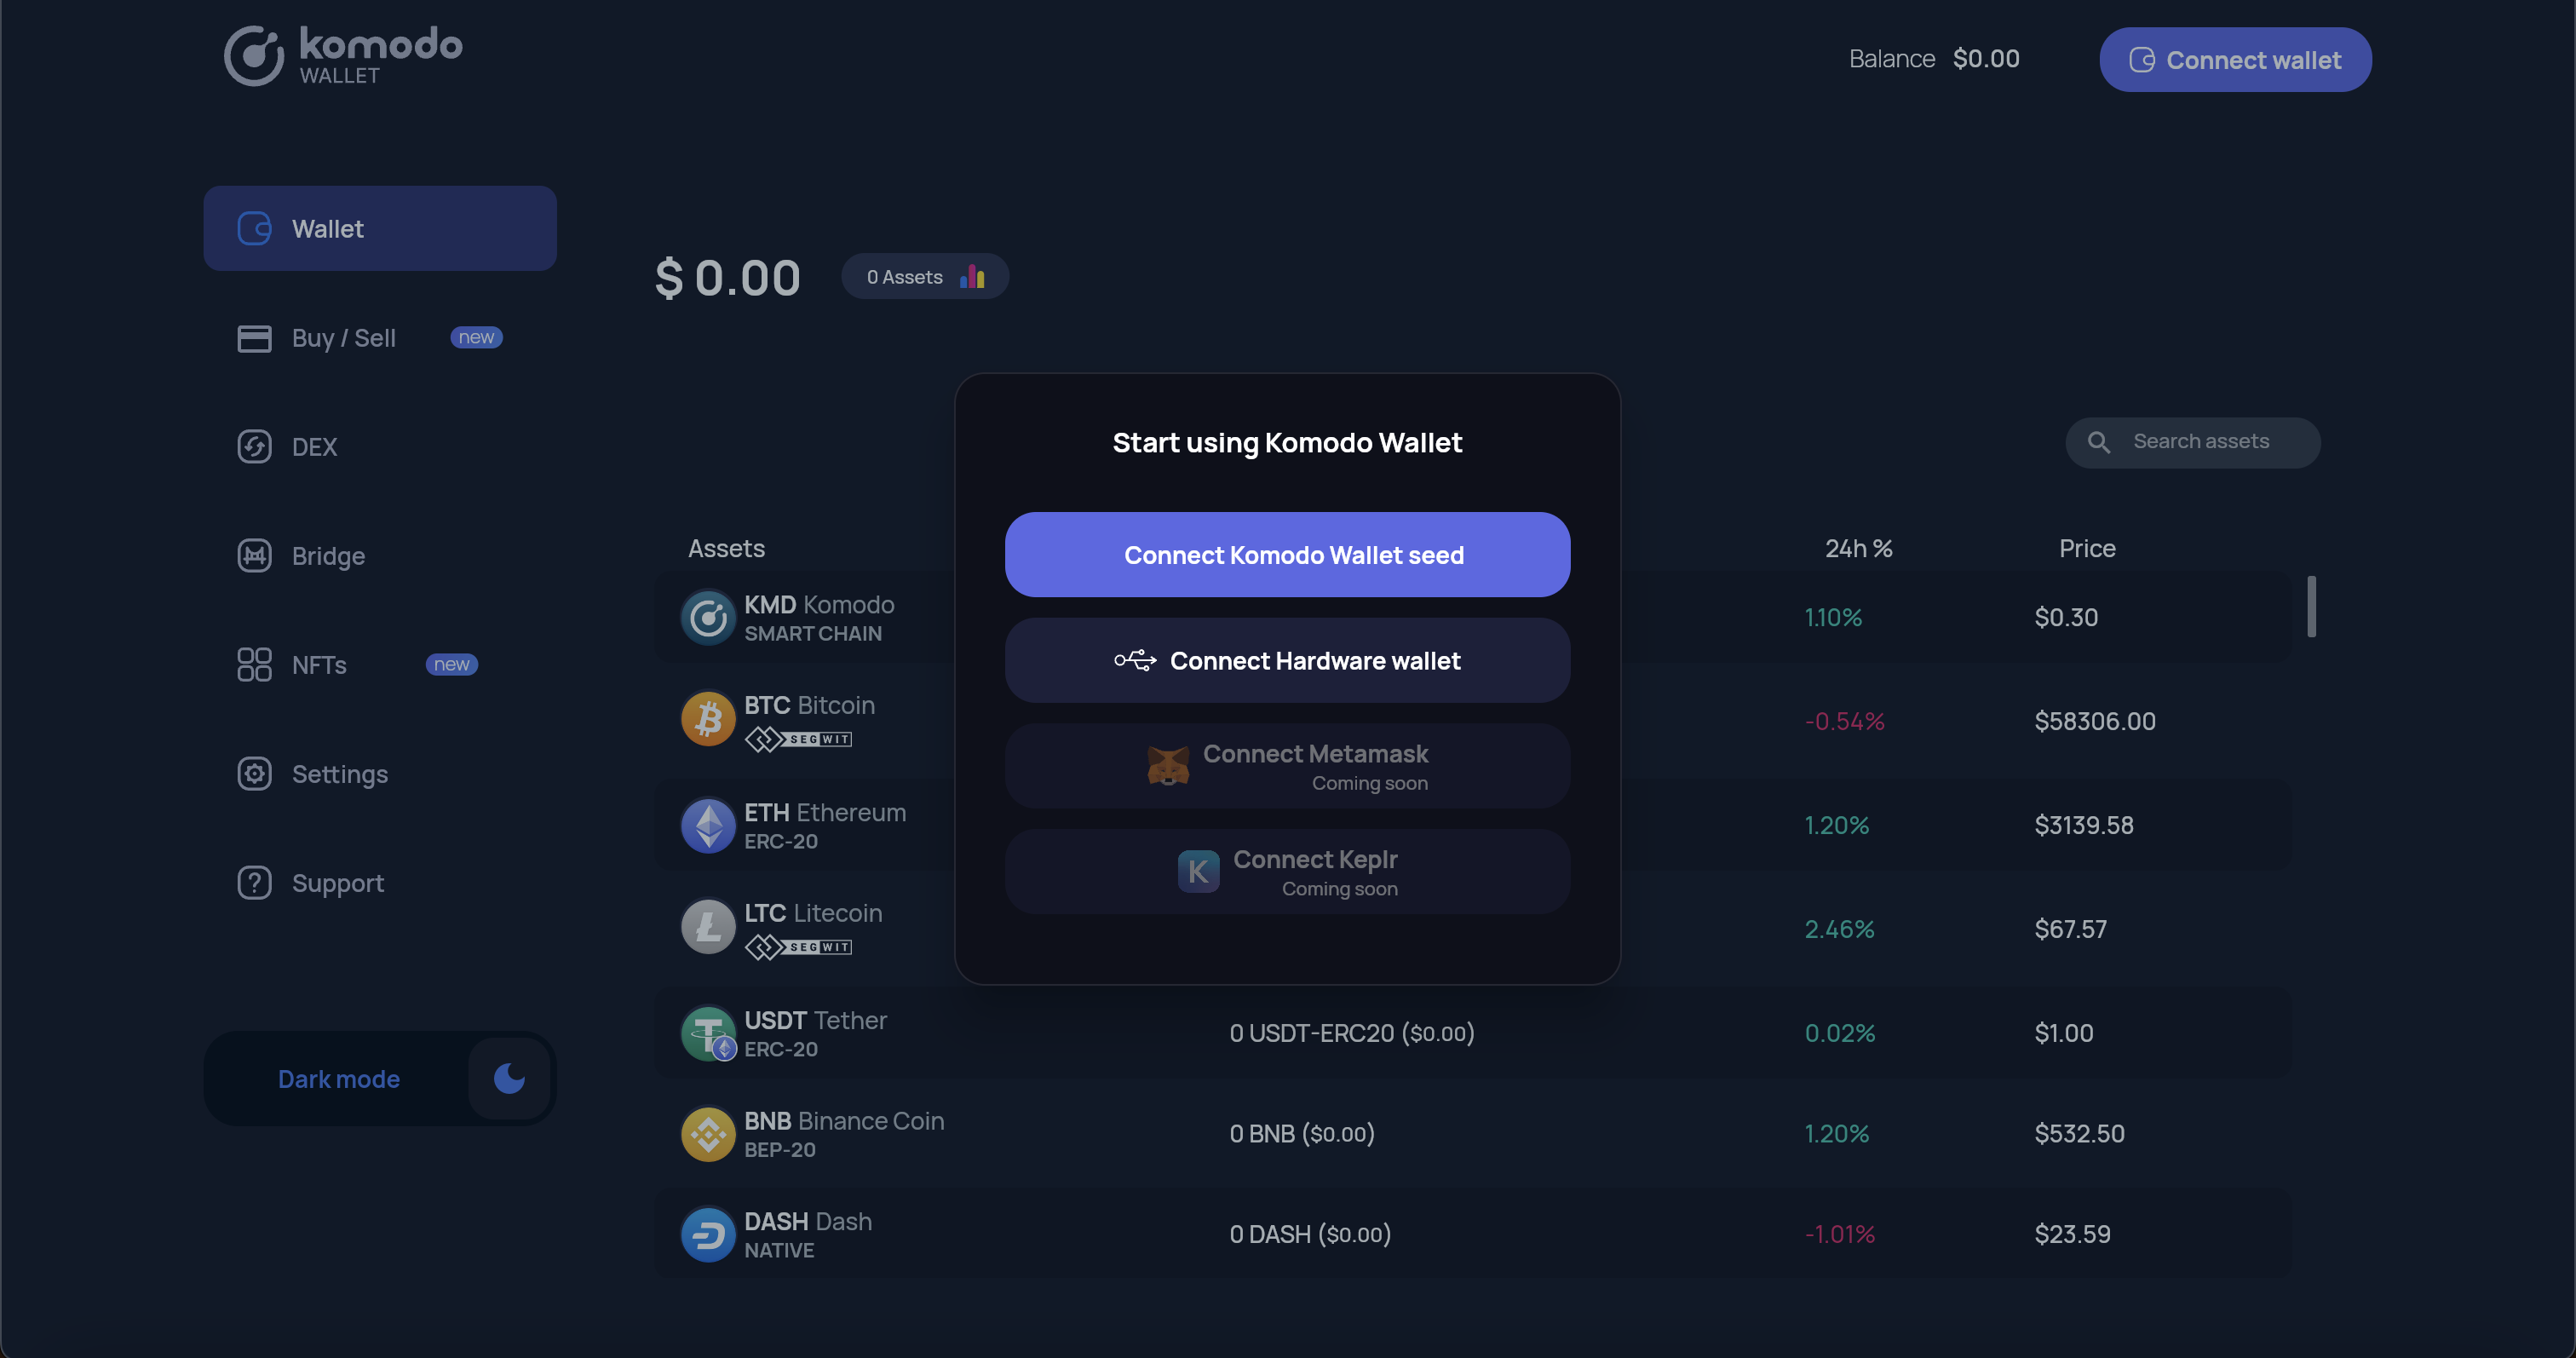 komodo
WALLET
Balance $0.00
Connect wallet
Wallet
Buy / Sell new
DEX
Bridge
NFTs new
Settings
Support
Dark mode
$ 0.00
0 Assets
Search assets
Assets
24h %
Price
KMD Komodo
SMART CHAIN
1.10%
$0.30
BTC Bitcoin
SEGWIT
-0.54%
$58306.00
ETH Ethereum
ERC-20
1.20%
$3139.58
LTC Litecoin
SEGWIT
2.46%
$67.57
USDT Tether
ERC-20
0 USDT-ERC20 ($0.00)
0.02%
$1.00
BNB Binance Coin
BEP-20
0 BNB ($0.00)
1.20%
$532.50
DASH Dash
NATIVE
0 DASH ($0.00)
-1.01%
$23.59
Start using Komodo Wallet
Connect Komodo Wallet seed
Connect Hardware wallet
Connect Metamask
Coming soon
K
Connect Keplr
Coming soon